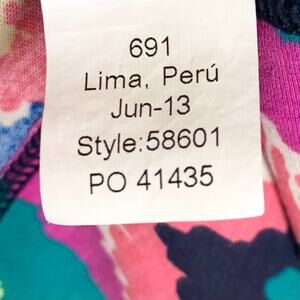 691
Lima, Perú
Jun-13
Style:58601
PO 41435